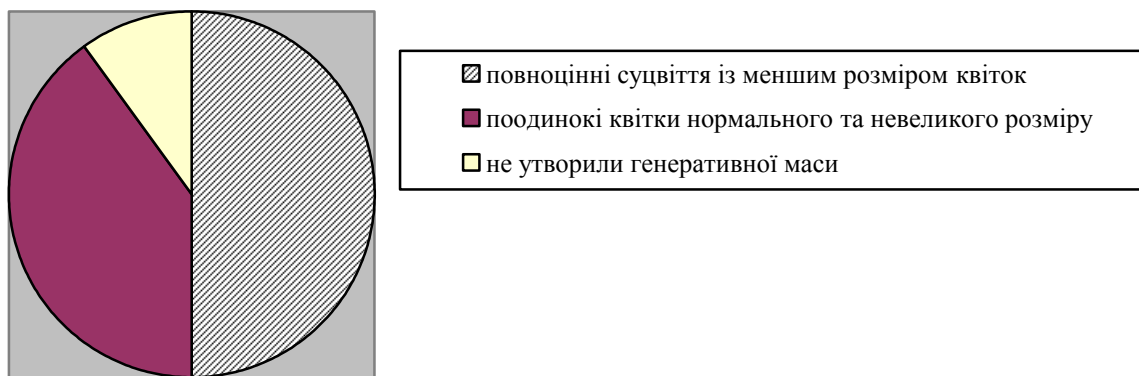 повноцінні суцвіття із меншим розміром квіток
поодинокі квітки нормального та невеликого розміру
не утворили генеративної маси